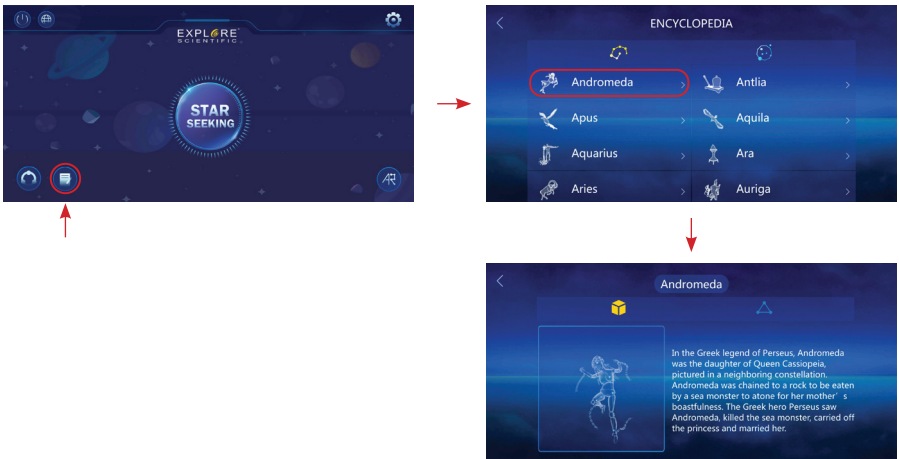 EXPLORE
SCIENTIFIC
STAR
SEEKING
AR
ENCYCLOPEDIA
Andromeda
Antlia
Apus
Aquila
Aquarius
Ara
Aries
Auriga
Andromeda
In the Greek legend of Perseus, Andromeda
was the daughter of Queen Cassiopeia,
pictured in a neighboring constellation.
Andromeda was chained to a rock to be eaten
by a sea monster to atone for her mother's
boastfulness. The Greek hero Perseus saw
Andromeda, killed the sea monster, carried off
the princess and married her.